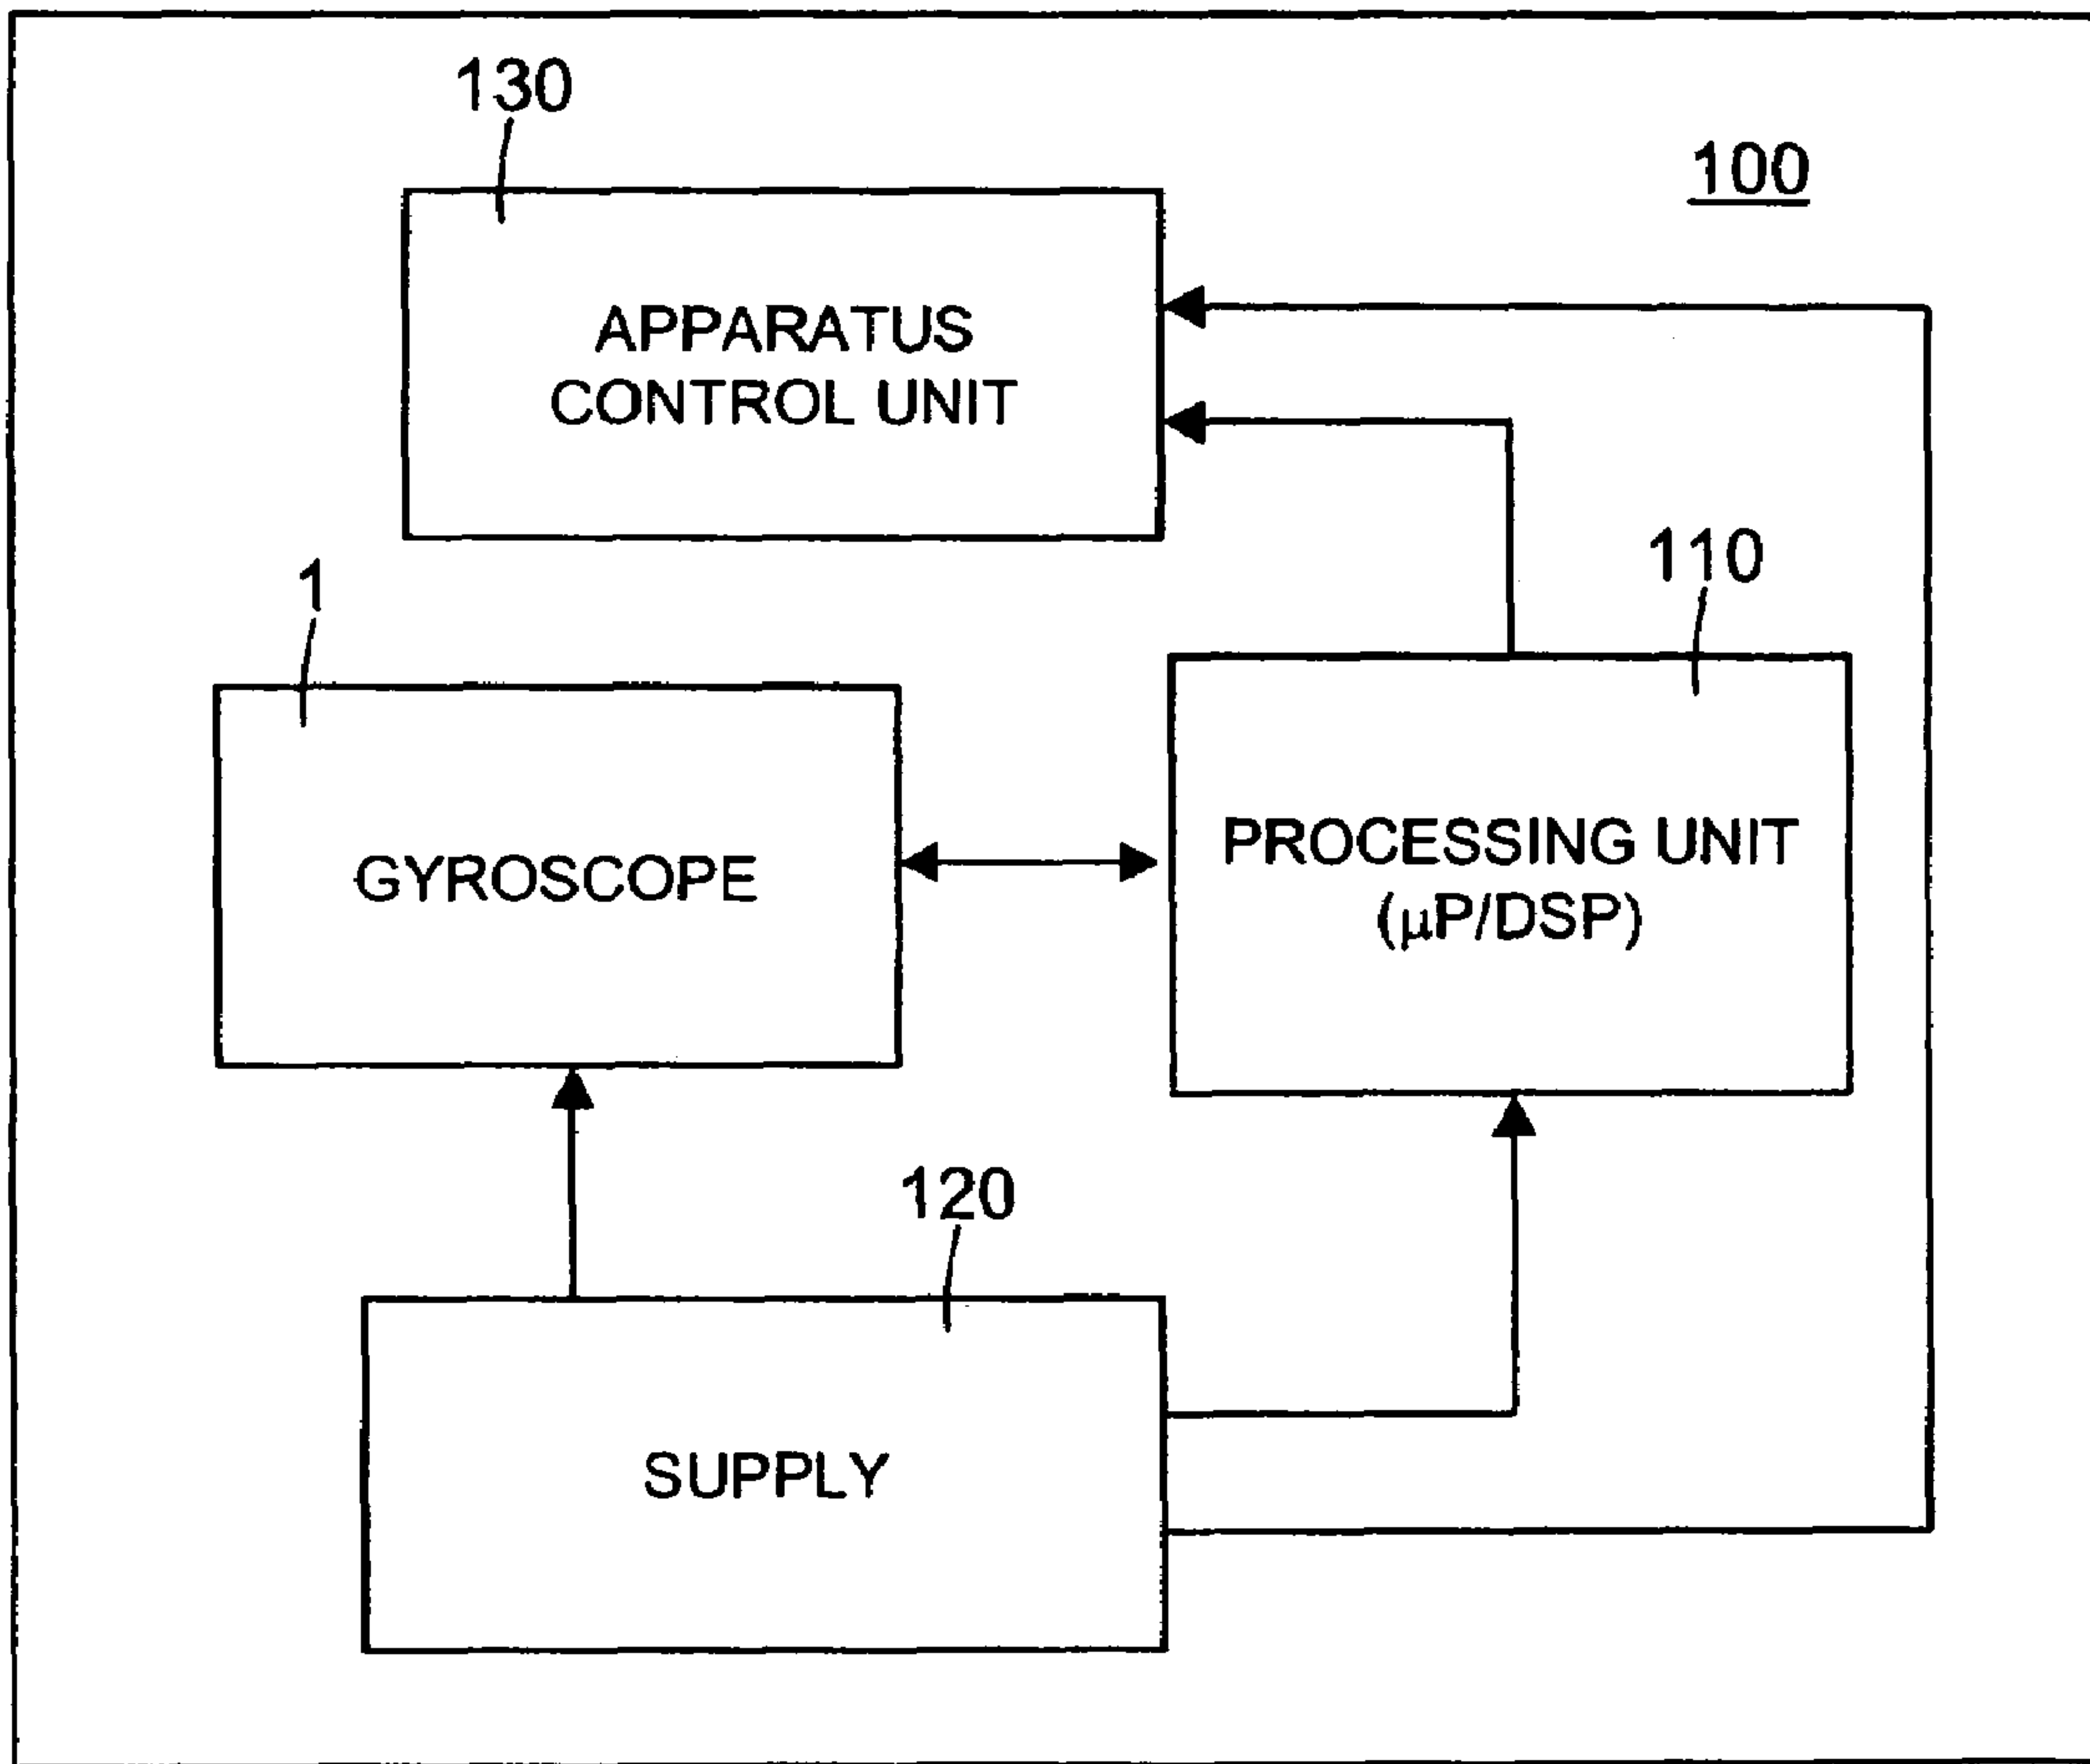 130
100
APPARATUS
CONTROL UNIT
110
1
PROCESSING UNIT
(μP/DSP)
GYROSCOPE
120
SUPPLY